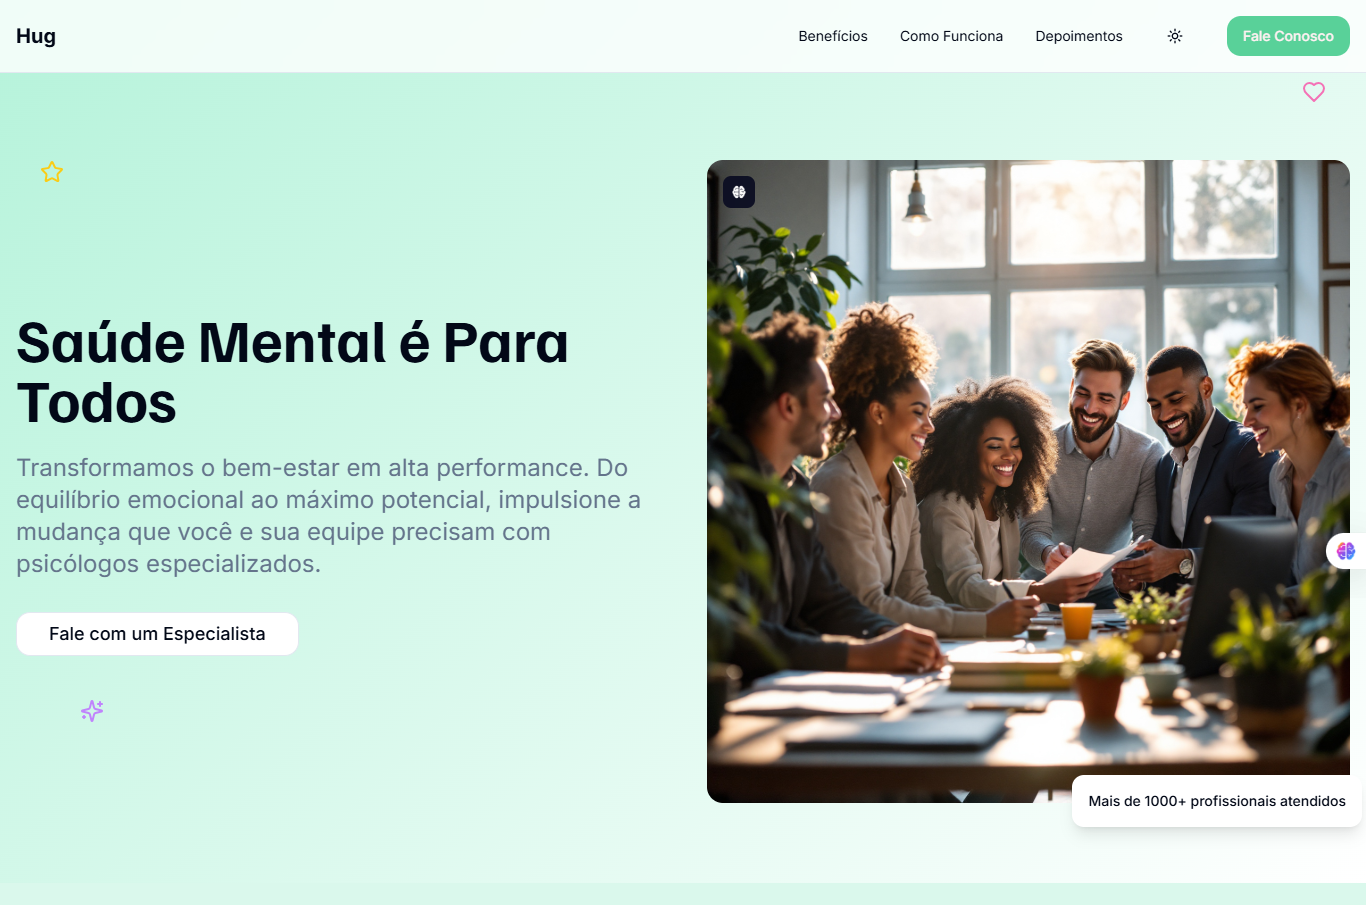 Hug
Benefícios
Como Funciona
Depoimentos
Fale Conosco
Saúde Mental é Para
Todos
Transformamos o bem-estar em alta performance. Do
equilíbrio emocional ao máximo potencial, impulsione a
mudança que você e sua equipe precisam com
psicólogos especializados.
Fale com um Especialista
Mais de 1000+ profissionais atendidos